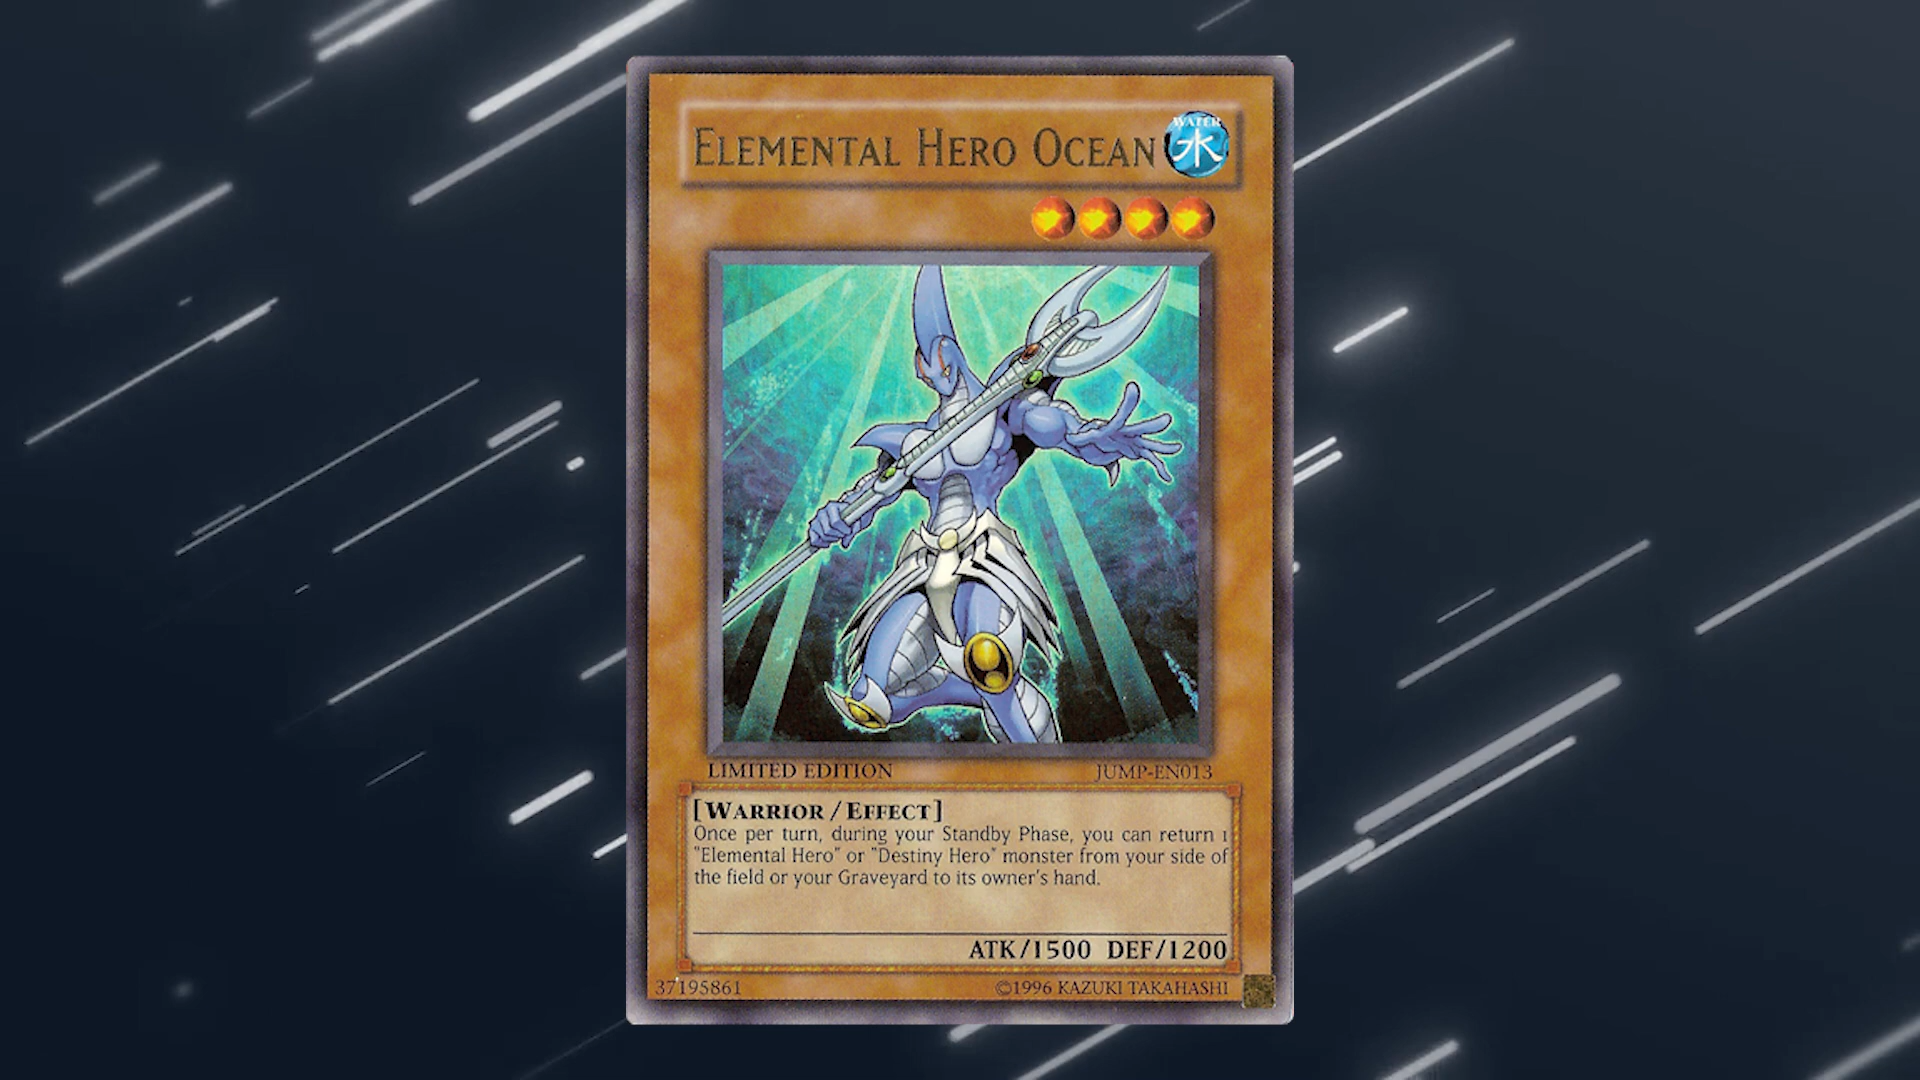 Elemental Hero Ocean
WATER
水
LIMITED EDITION JUMP-EN013
[Warrior / Effect]
Once per turn, during your Standby Phase, you can return 1
"Elemental Hero" or "Destiny Hero" monster from your side of
the field or your Graveyard to its owner's hand.
ATK/1500 DEF/1200
37195861 ©1996 KAZUKI TAKAHASHI